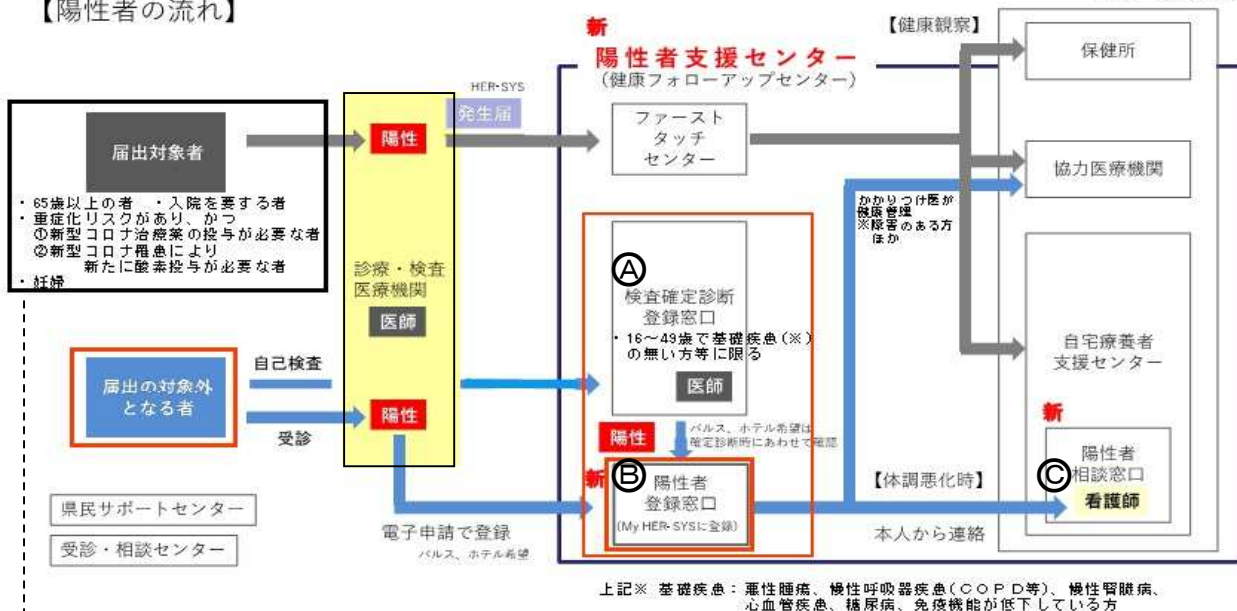 【陽性者の流れ】
新
陽性者支援センター
(健康フォローアップセンター)
【健康観察】
保健所
HER-SYS
発生届
陽性
ファースト
タッチ
センター
届出対象者
協力医療機関
・65歳以上の者 ・入院を要する者
・重症化リスクがあり、かつ
①新型コロナ治療薬の投与が必要な者
②新型コロナ罹患により
新たに酸素投与が必要な者
・妊婦
かかりつけ医が
健康管理
※障害のある方
ほか
診療・検査
医療機関
医師
Ⓐ
検査確定診断
登録窓口
・16～49歳で基礎疾患(※)
の無い方等に限る
医師
自宅療養者
支援センター
届出の対象外
となる者
自己検査
受診
陽性
陽性
パルス、ホテル希望は
確定診断時にあわせて確認
新
Ⓑ
陽性者
登録窓口
(My HER-SYSに登録)
【体調悪化時】
本人から連絡
新
Ⓒ
陽性者
相談窓口
看護師
県民サポートセンター
受診・相談センター
電子申請で登録
パルス、ホテル希望
上記※ 基礎疾患：悪性腫瘍、慢性呼吸器疾患(COPD等)、慢性腎臓病、
心血管疾患、糖尿病、免疫機能が低下している方